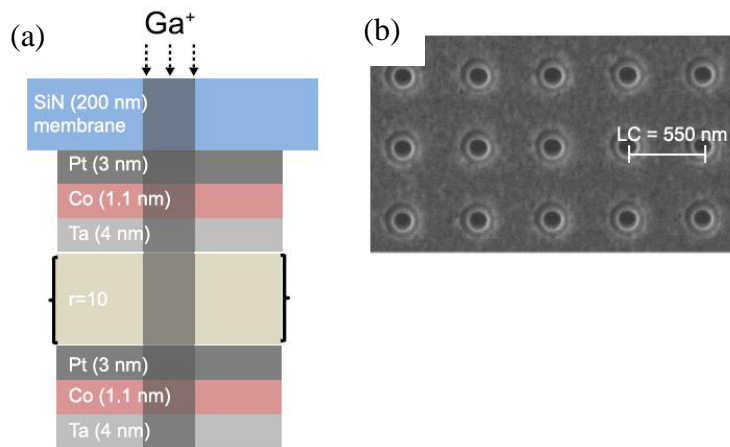 (a)
Ga⁺
SiN (200 nm)
membrane
Pt (3 nm)
Co (1.1 nm)
Ta (4 nm)
r=10
Pt (3 nm)
Co (1.1 nm)
Ta (4 nm)
(b)
LC = 550 nm